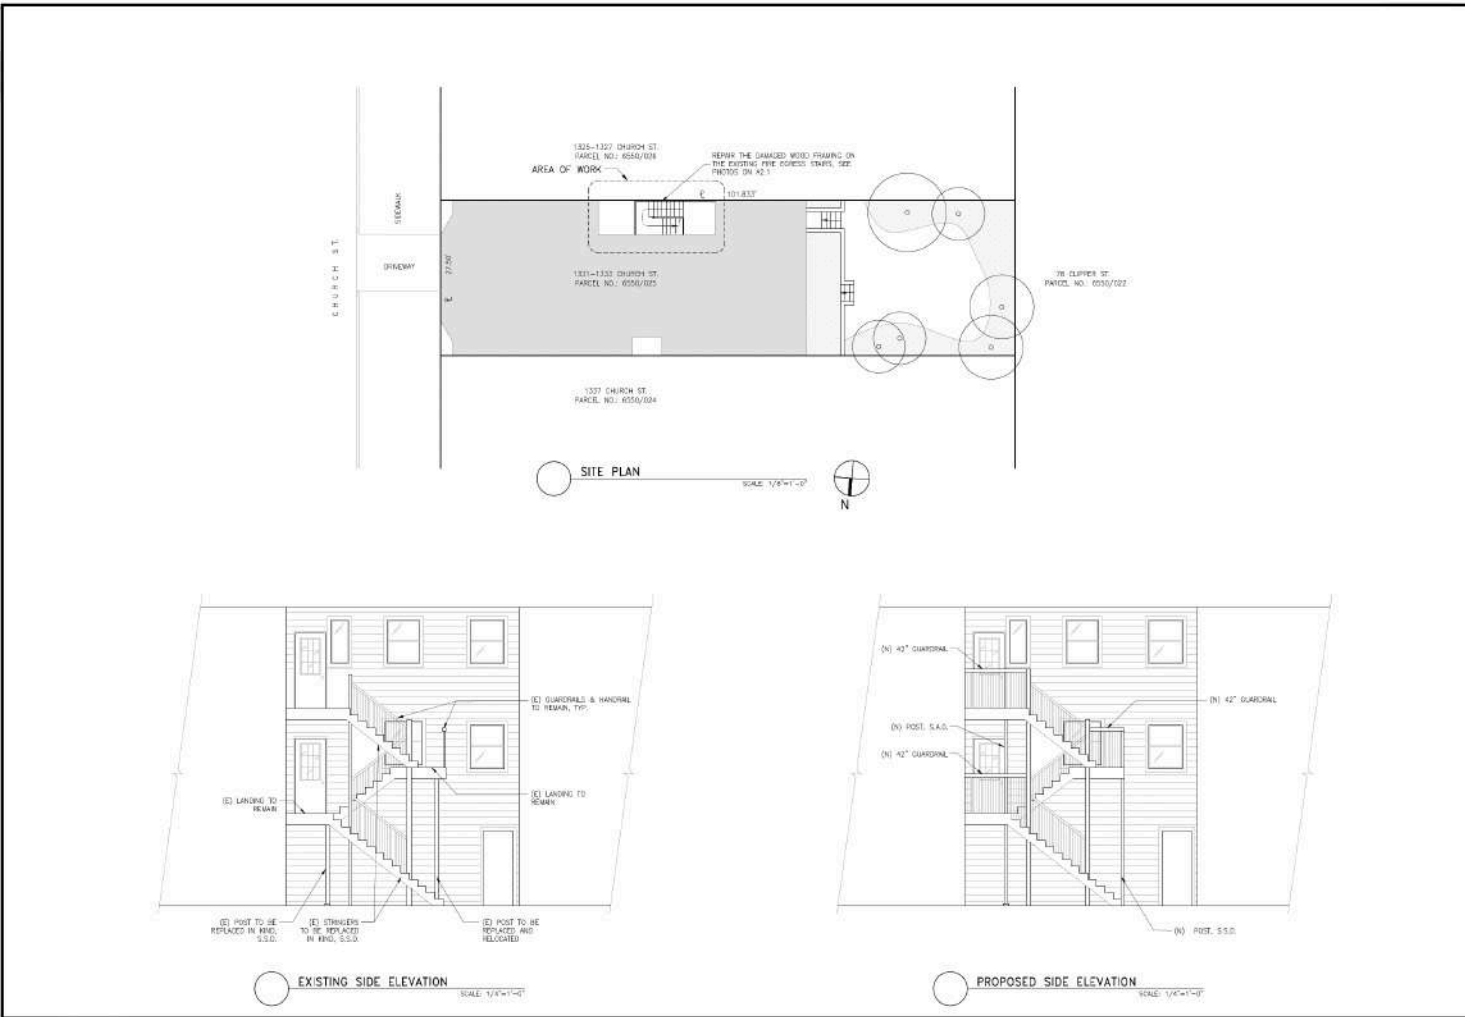 1325-1327 CHURCH ST.
PARCEL NO.: 6550/026
AREA OF WORK
REPAIR THE DAMAGED WOOD FRAMING ON
THE EXISTING FIRE EGRESS STAIRS, SEE
PHOTOS ON A2.1
101.833'
SIDEWALK
CHURCH ST.
DRIVEWAY
27.50'
1331-1333 CHURCH ST.
PARCEL NO.: 6550/025
78 CLIPPER ST.
PARCEL NO.: 6550/022
1337 CHURCH ST.
PARCEL NO.: 6550/024
SITE PLAN
SCALE: 1/8"=1'-0"
N
(E) GUARDRAILS & HANDRAIL
TO REMAIN, TYP.
(E) LANDING TO
REMAIN
(E) LANDING TO
REMAIN
(E) POST TO BE
REPLACED IN KIND,
S.S.D.
(E) STRINGERS
TO BE REPLACED
IN KIND, S.S.D.
(E) POST TO BE
REPLACED AND
RELOCATED
EXISTING SIDE ELEVATION
SCALE: 1/4"=1'-0"
(N) 42" GUARDRAIL
(N) POST, S.A.D.
(N) 42" GUARDRAIL
(N) 42" GUARDRAIL
(N) POST, S.S.D.
PROPOSED SIDE ELEVATION
SCALE: 1/4"=1'-0"